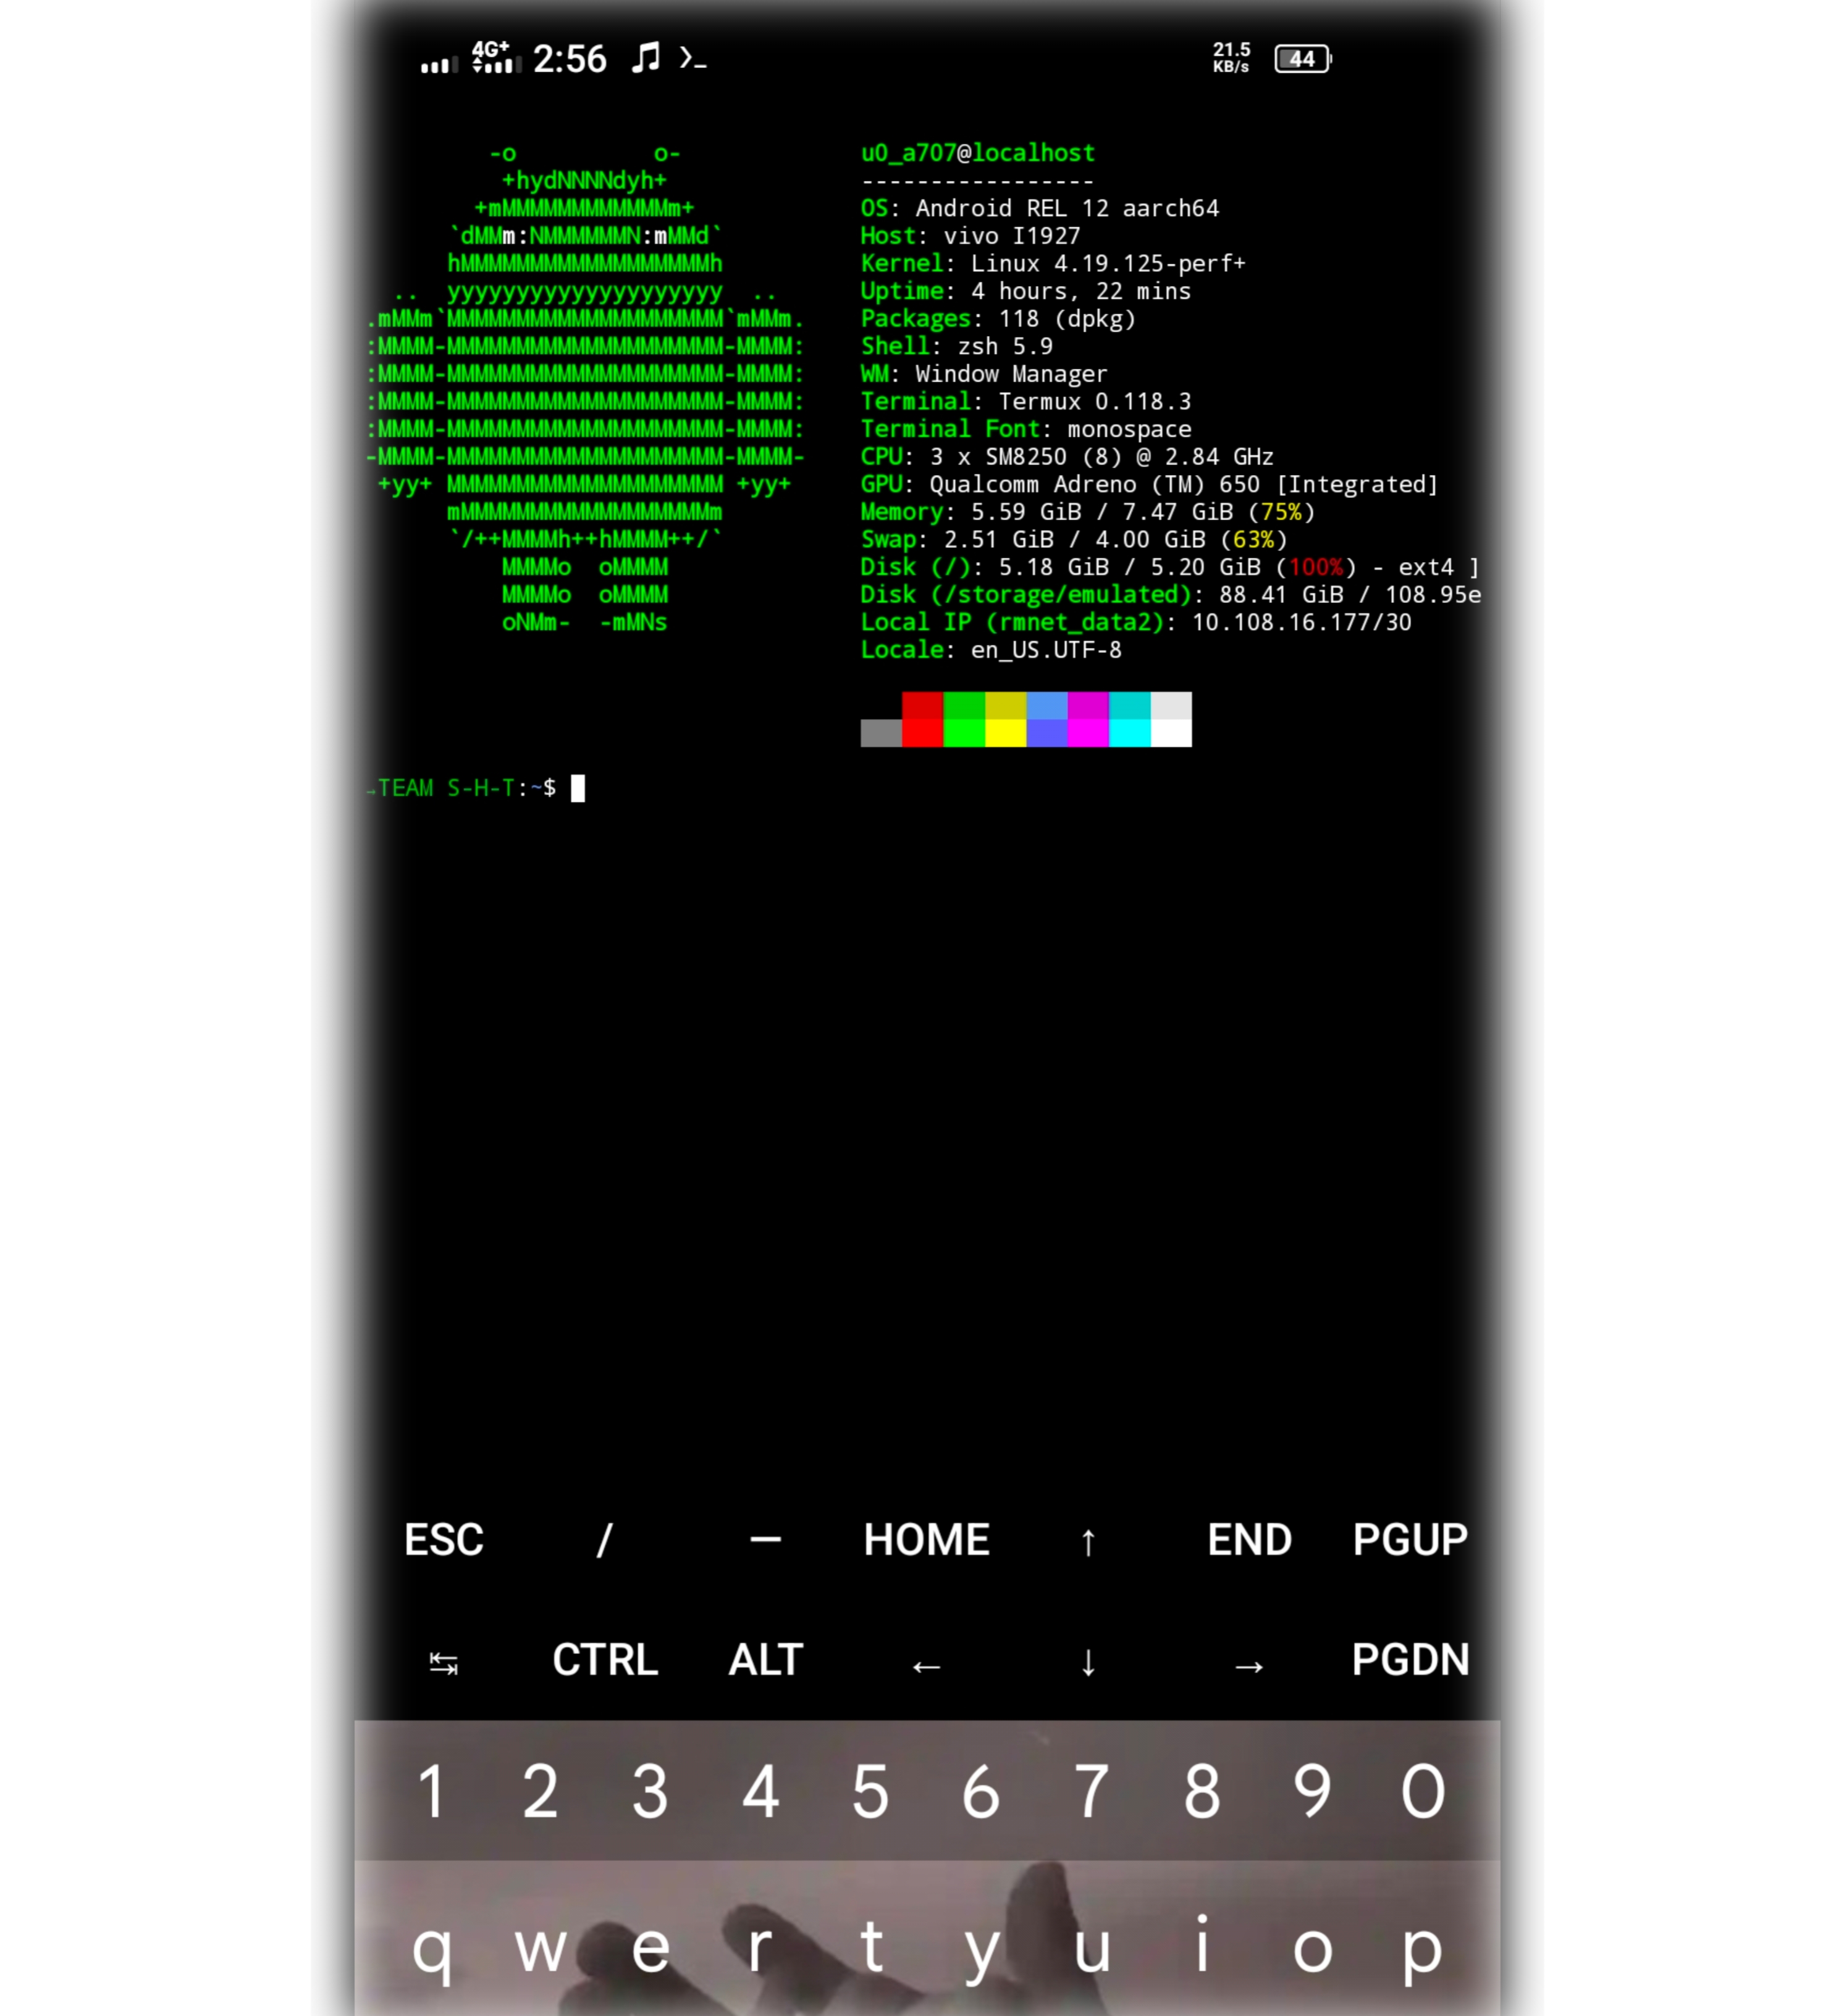 4G+ 2:56 21.5 KB/s 44
-o          o-
+hydNNNNdyh+
+mMMMMMMMMMMMMm+
`dMMm:NMMMMMMN:mMMd`
hMMMMMMMMMMMMMMMMMMh
..  yyyyyyyyyyyyyyyyyyyy  ..
.mMMm`MMMMMMMMMMMMMMMMMMMM`mMMm.
:MMMM-MMMMMMMMMMMMMMMMMMMM-MMMM:
:MMMM-MMMMMMMMMMMMMMMMMMMM-MMMM:
:MMMM-MMMMMMMMMMMMMMMMMMMM-MMMM:
:MMMM-MMMMMMMMMMMMMMMMMMMM-MMMM:
-MMMM-MMMMMMMMMMMMMMMMMMMM-MMMM-
+yy+ MMMMMMMMMMMMMMMMMMMM +yy+
mMMMMMMMMMMMMMMMMMMm
`/++MMMMh++hMMMM++/`
MMMMo  oMMMM
MMMMo  oMMMM
oNMm-  -mMNs
u0_a707@localhost
-----------------
OS: Android REL 12 aarch64
Host: vivo I1927
Kernel: Linux 4.19.125-perf+
Uptime: 4 hours, 22 mins
Packages: 118 (dpkg)
Shell: zsh 5.9
WM: Window Manager
Terminal: Termux 0.118.3
Terminal Font: monospace
CPU: 3 x SM8250 (8) @ 2.84 GHz
GPU: Qualcomm Adreno (TM) 650 [Integrated]
Memory: 5.59 GiB / 7.47 GiB (75%)
Swap: 2.51 GiB / 4.00 GiB (63%)
Disk (/): 5.18 GiB / 5.20 GiB (100%) - ext4 ]
Disk (/storage/emulated): 88.41 GiB / 108.95e
Local IP (rmnet_data2): 10.108.16.177/30
Locale: en_US.UTF-8
→TEAM S-H-T:~$
ESC / — HOME ↑ END PGUP
↹ CTRL ALT ← ↓ → PGDN
1 2 3 4 5 6 7 8 9 0
q w e r t y u i o p